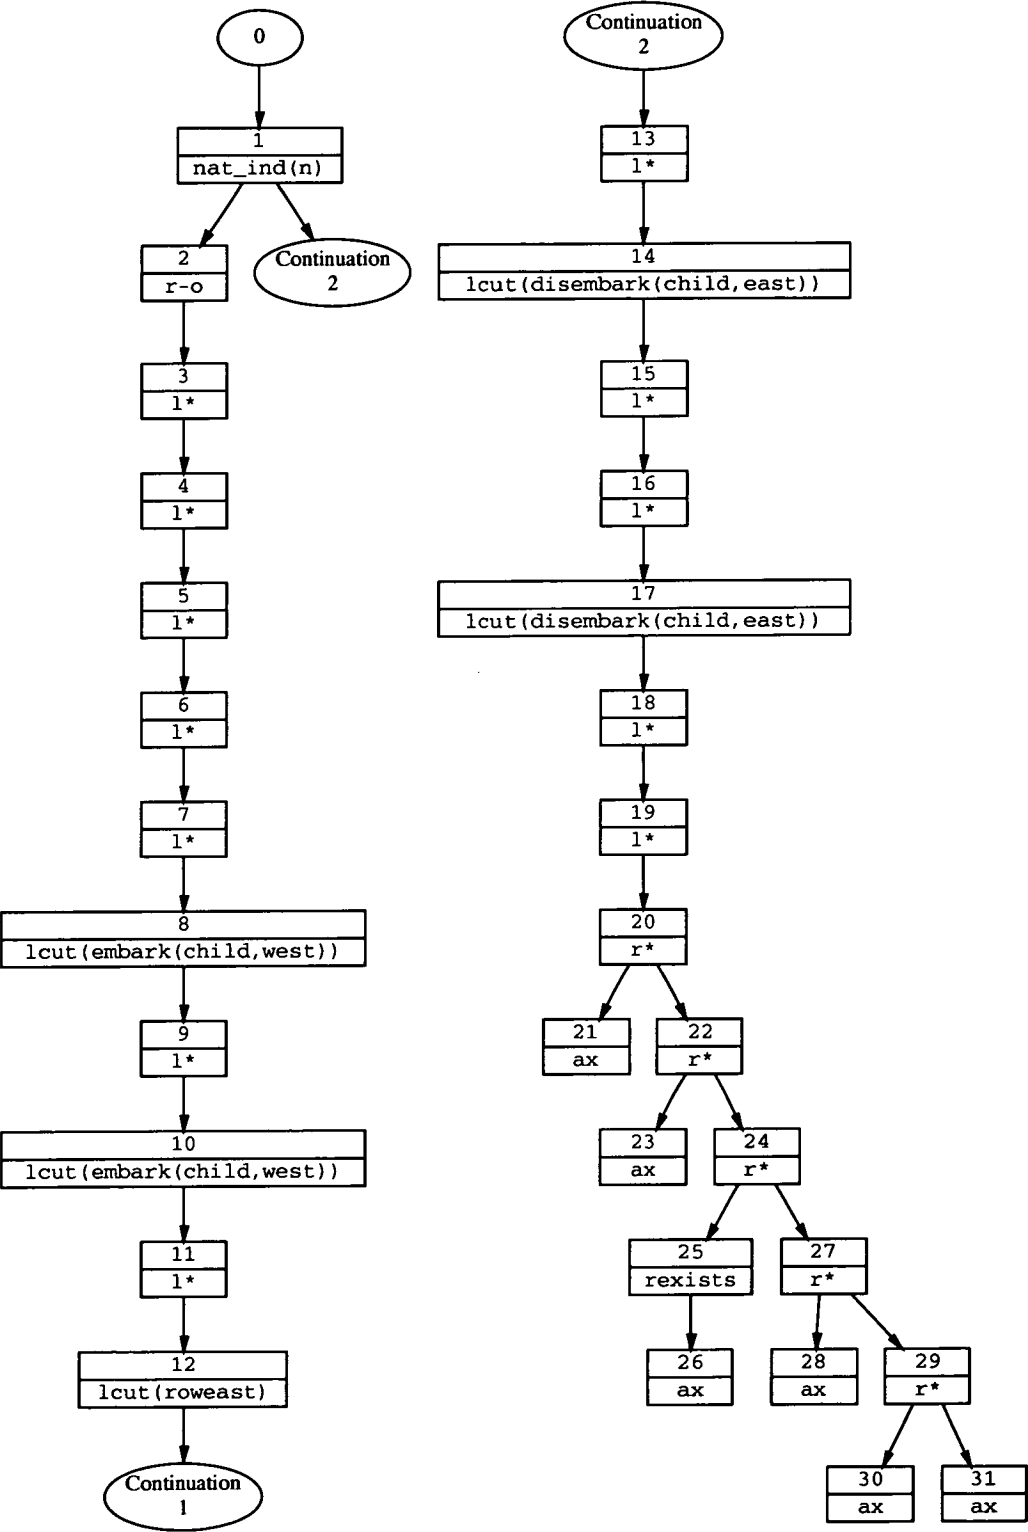 0
1
nat_ind(n)
2
r-o
Continuation
2
3
l*
4
l*
5
l*
6
l*
7
l*
8
lcut(embark(child,west))
9
l*
10
lcut(embark(child,west))
11
l*
12
lcut(roweast)
Continuation
1
Continuation
2
13
l*
14
lcut(disembark(child,east))
15
l*
16
l*
17
lcut(disembark(child,east))
18
l*
19
l*
20
r*
21
ax
22
r*
23
ax
24
r*
25
rexists
27
r*
26
ax
28
ax
29
r*
30
ax
31
ax